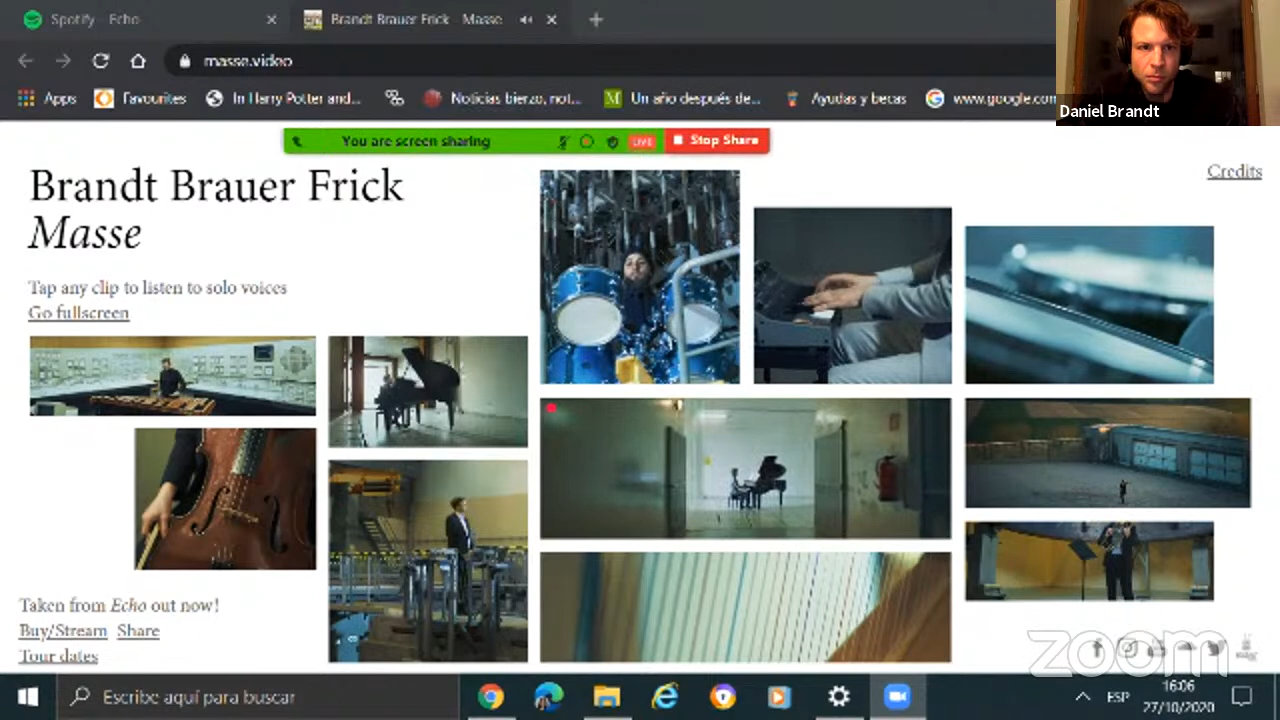 Spotify - Echo
Brandt Brauer Frick Masse
masse.video
Apps
Favourites
In Harry Potter and...
Noticias bierzo, not...
Un año después de...
Ayudas y becas
www.google.com
Daniel Brandt
You are screen sharing
LIVE
Stop Share
Brandt Brauer Frick
Masse
Credits
Tap any clip to listen to solo voices
Go fullscreen
Taken from Echo out now!
Buy/Stream Share
Tour dates
zoom
Escribe aquí para buscar
ESP
16:06
27/10/2020